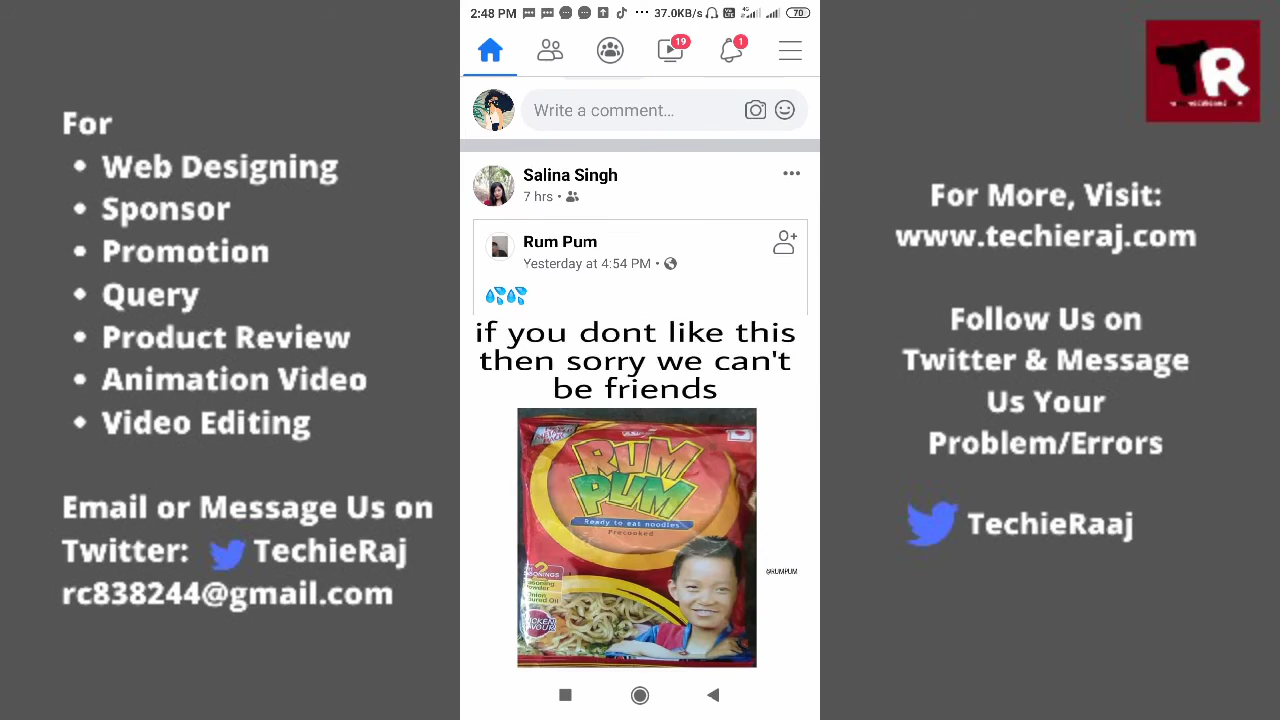 For
Web Designing
Sponsor
Promotion
Query
Product Review
Animation Video
Video Editing
Email or Message Us on
Twitter: TechieRaj
rc838244@gmail.com
2:48 PM 37.0KB/s 4G 70
19
1
Write a comment...
Salina Singh
7 hrs
Rum Pum
Yesterday at 4:54 PM
if you dont like this
then sorry we can't
be friends
RUM
PUM
Ready to eat noodles
Precooked
2
@RUMPUM
TR
For More, Visit:
www.techieraj.com
Follow Us on
Twitter & Message
Us Your
Problem/Errors
TechieRaaj